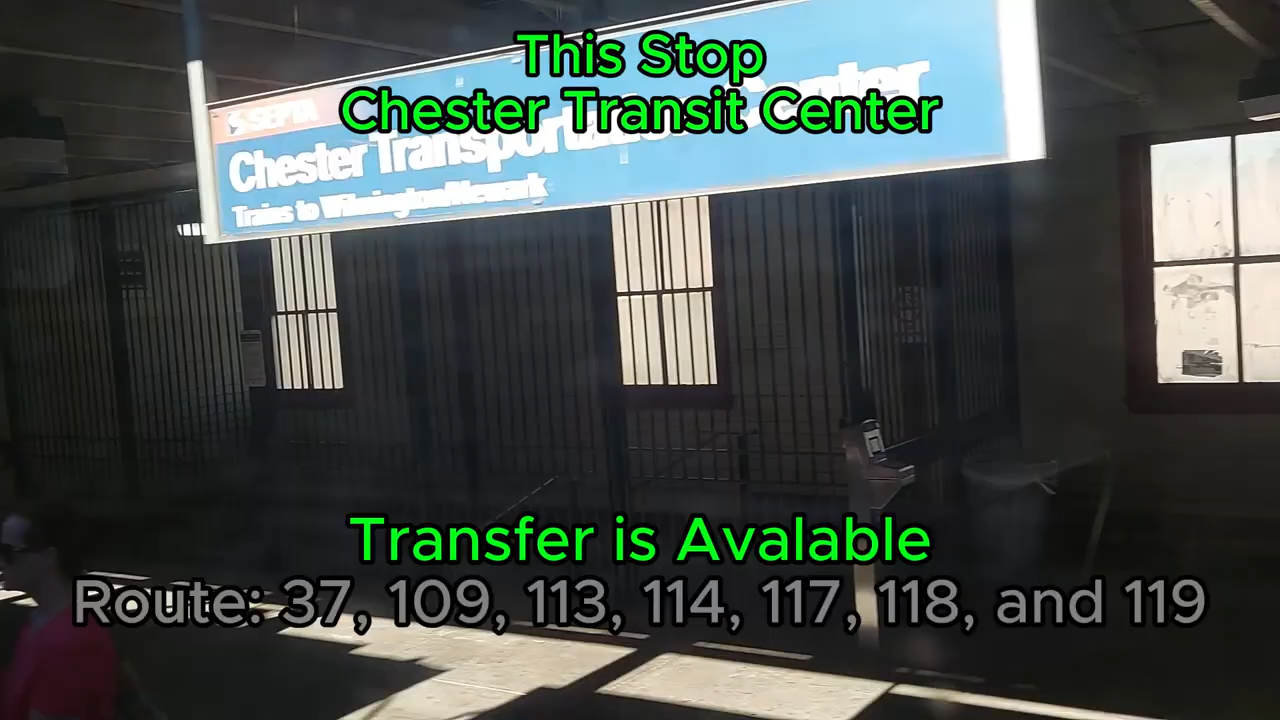 This Stop
Chester Transit Center
SEPTA
Chester Transportation Center
Trains to Wilmington/Newark
Transfer is Avalable
Route: 37, 109, 113, 114, 117, 118, and 119